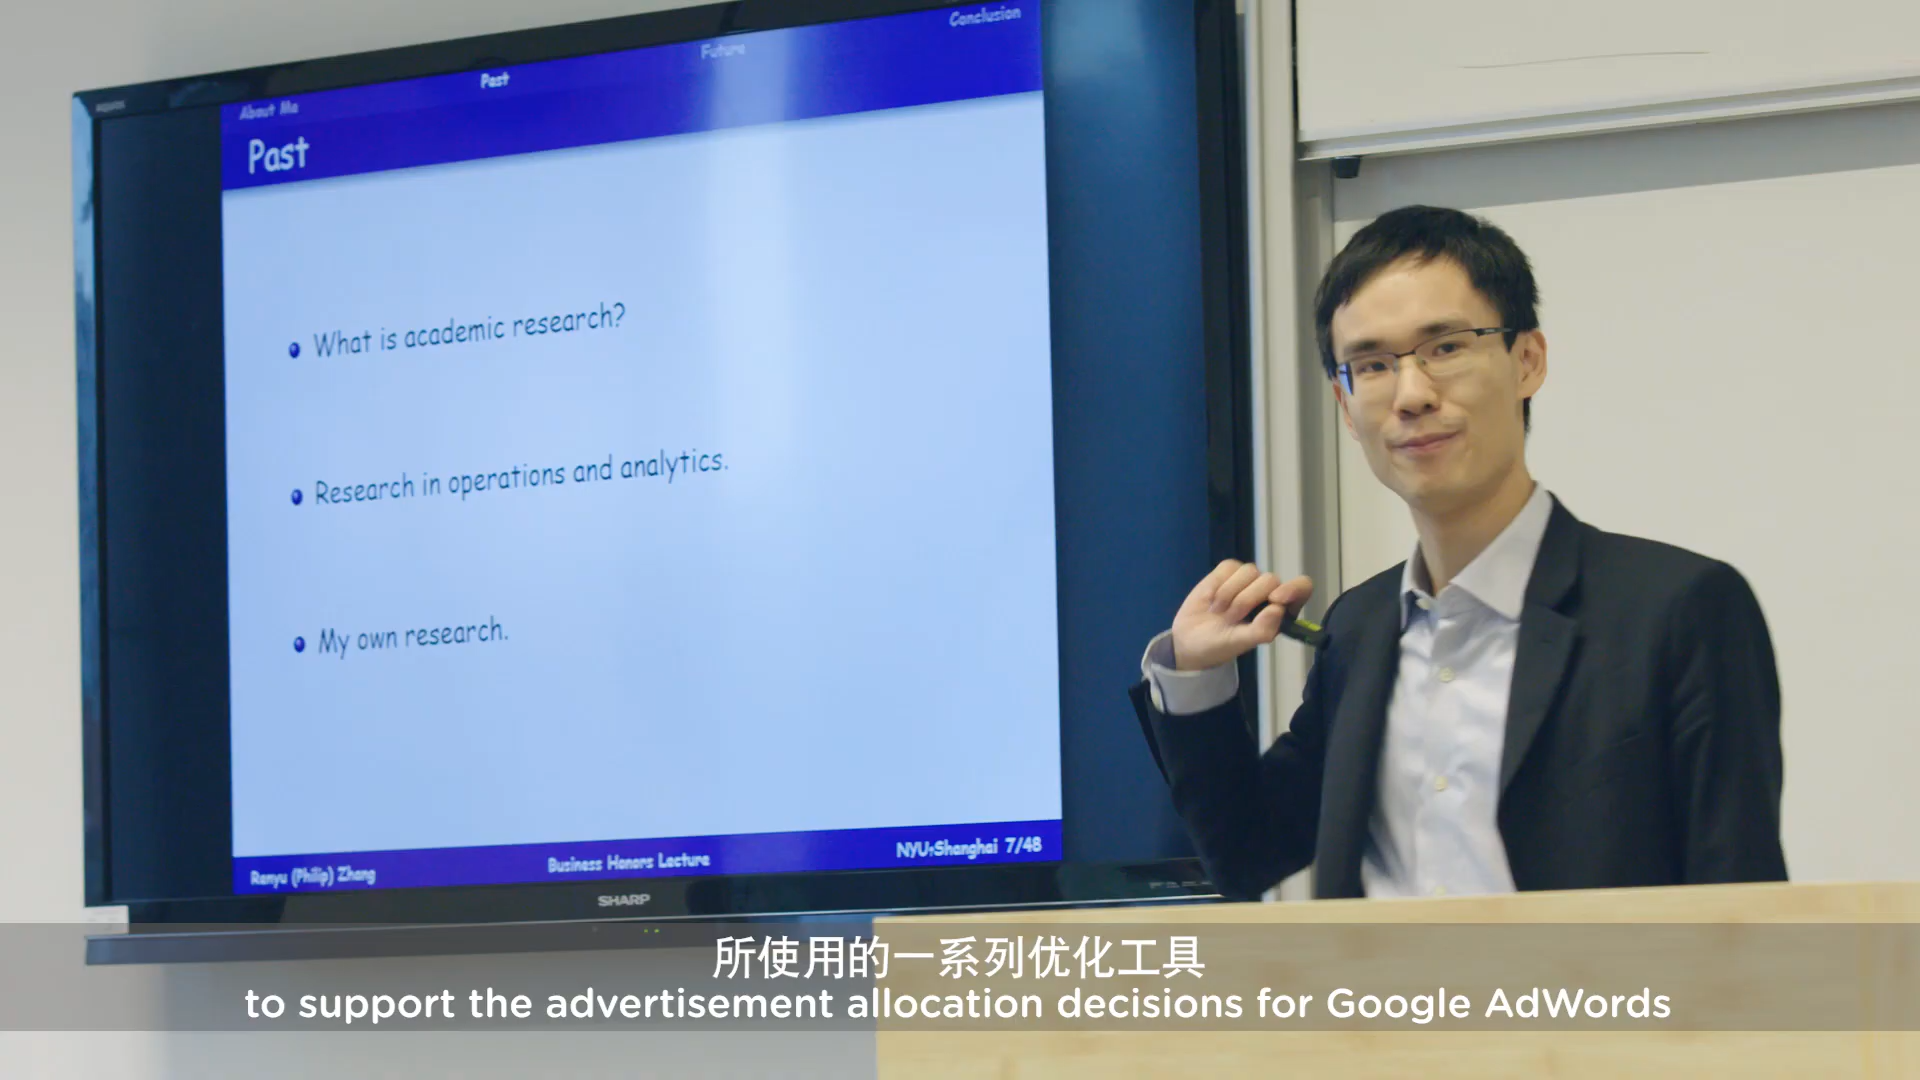 About Me
Past
Future
Conclusion
Past
What is academic research?
Research in operations and analytics.
My own research.
Renyu (Philip) Zhang
Business Honors Lecture
NYU-Shanghai 7/48
SHARP
所使用的一系列优化工具
to support the advertisement allocation decisions for Google AdWords